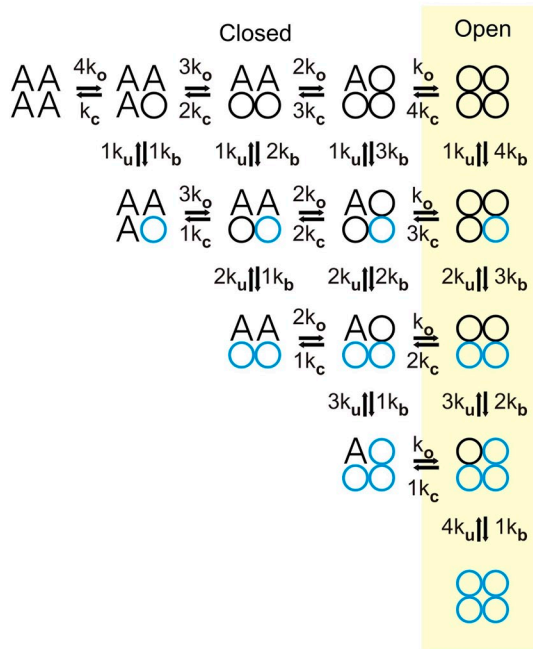 Closed Open
4ko 3ko 2ko ko
AA AA AA AO OO
AA AO OO OO OO
kc 2kc 3kc 4kc
1ku 1kb 1ku 2kb 1ku 3kb 1ku 4kb
3ko 2ko ko
AA AA AO OO
AO OO OO OO
1kc 2kc 3kc
2ku 1kb 2ku 2kb 2ku 3kb
2ko ko
AA AO OO
OO OO OO
1kc 2kc
3ku 1kb 3ku 2kb
ko
AO OO
OO OO
1kc
4ku 1kb
OO
OO